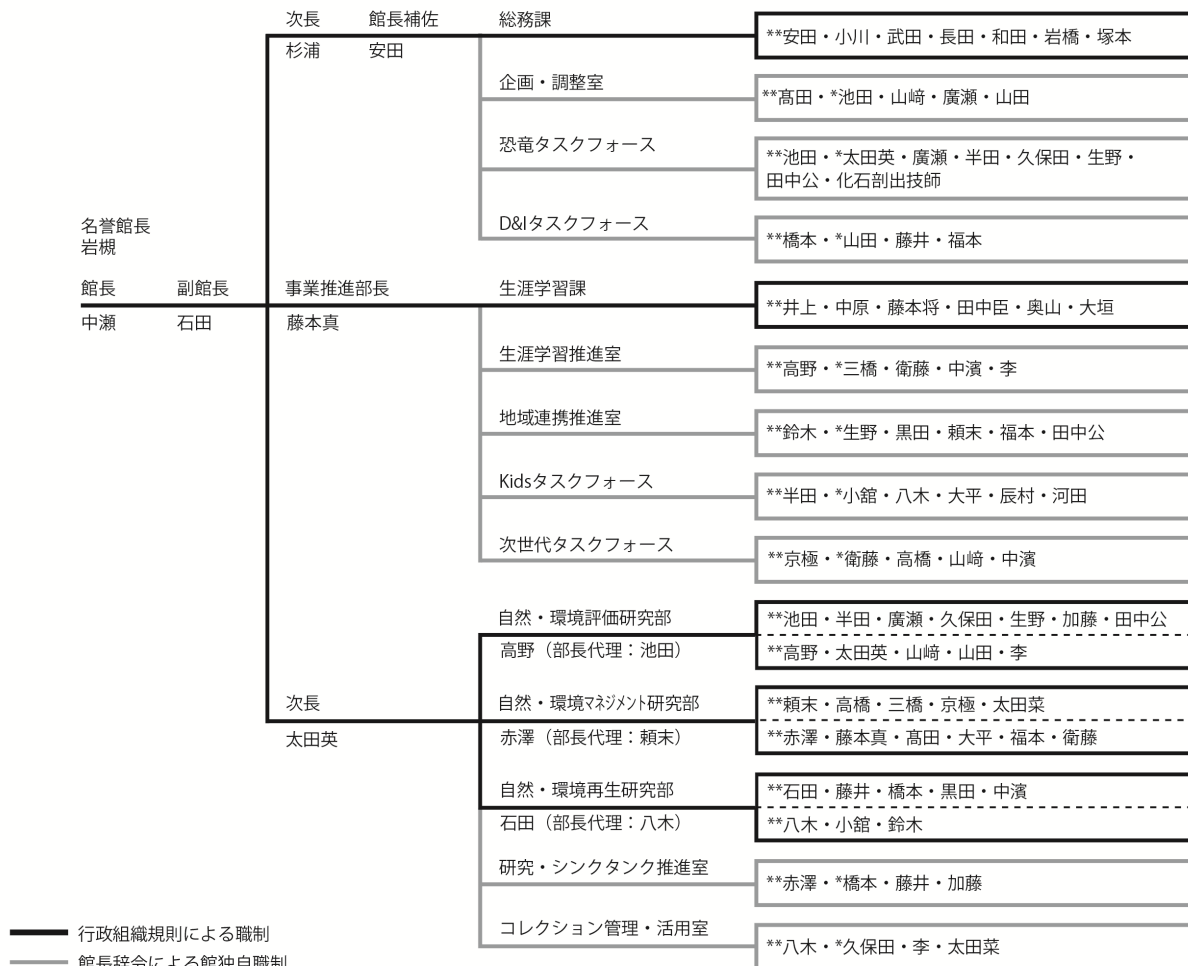 次長 館長補佐 総務課
杉浦 安田
**安田・小川・武田・長田・和田・岩橋・塚本
企画・調整室
**髙田・*池田・山﨑・廣瀬・山田
恐竜タスクフォース
**池田・*太田英・廣瀬・半田・久保田・生野・
田中公・化石剖出技師
D&Iタスクフォース
**橋本・*山田・藤井・福本
名誉館長
岩槻
館長 副館長 事業推進部長 生涯学習課
中瀬 石田 藤本真
**井上・中原・藤本将・田中臣・奥山・大垣
生涯学習推進室
**高野・*三橋・衛藤・中濱・李
地域連携推進室
**鈴木・*生野・黒田・頼末・福本・田中公
Kidsタスクフォース
**半田・*小舘・八木・大平・辰村・河田
次世代タスクフォース
**京極・*衛藤・高橋・山﨑・中濱
自然・環境評価研究部
高野（部長代理：池田）
**池田・半田・廣瀬・久保田・生野・加藤・田中公
**高野・太田英・山﨑・山田・李
次長
太田英
自然・環境マネジメント研究部
赤澤（部長代理：頼末）
**頼末・高橋・三橋・京極・太田菜
**赤澤・藤本真・髙田・大平・福本・衛藤
自然・環境再生研究部
石田（部長代理：八木）
**石田・藤井・橋本・黒田・中濱
**八木・小舘・鈴木
研究・シンクタンク推進室
**赤澤・*橋本・藤井・加藤
コレクション管理・活用室
**八木・*久保田・李・太田菜
行政組織規則による職制
館長辞令による館独自職制